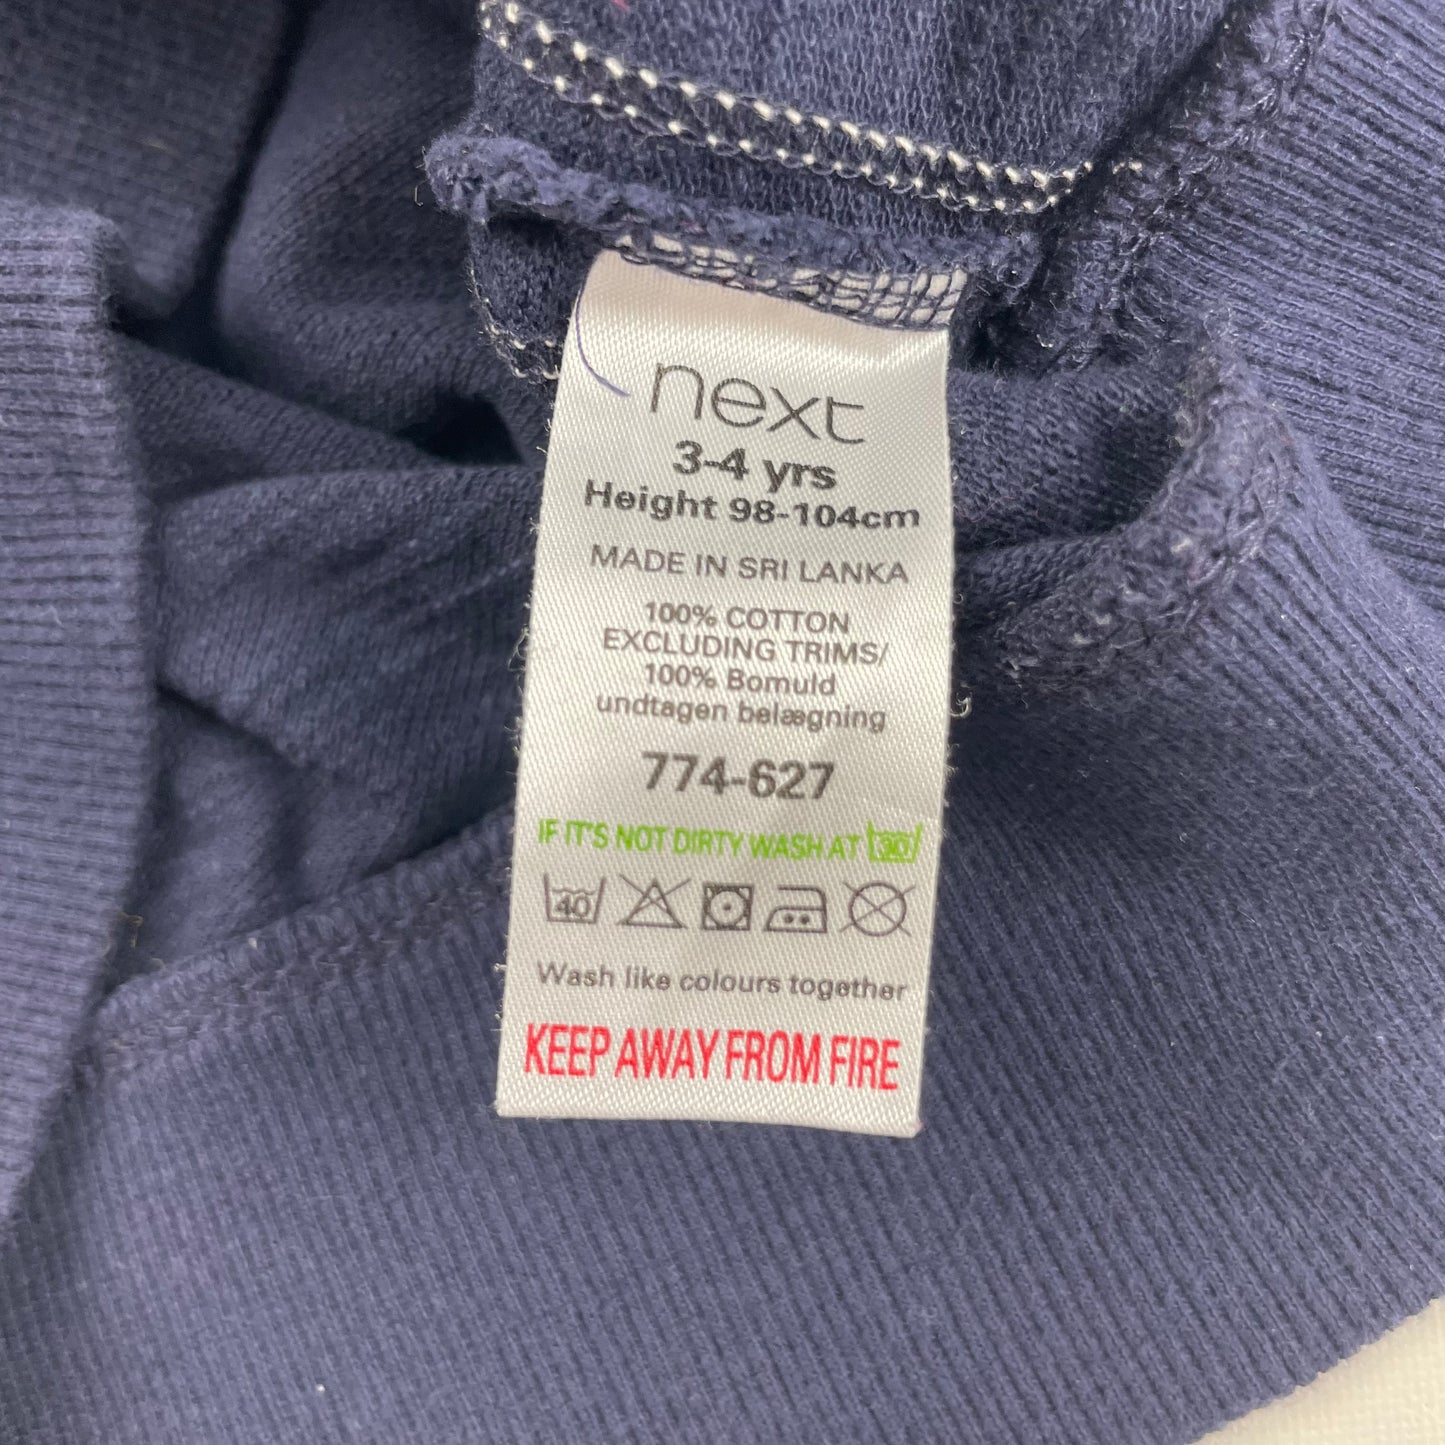 next
3-4 yrs
Height 98-104cm
MADE IN SRI LANKA
100% COTTON
EXCLUDING TRIMS/
100% Bomuld
undtagen belægning
774-627
IF IT'S NOT DIRTY WASH AT 30
40
Wash like colours together
KEEP AWAY FROM FIRE